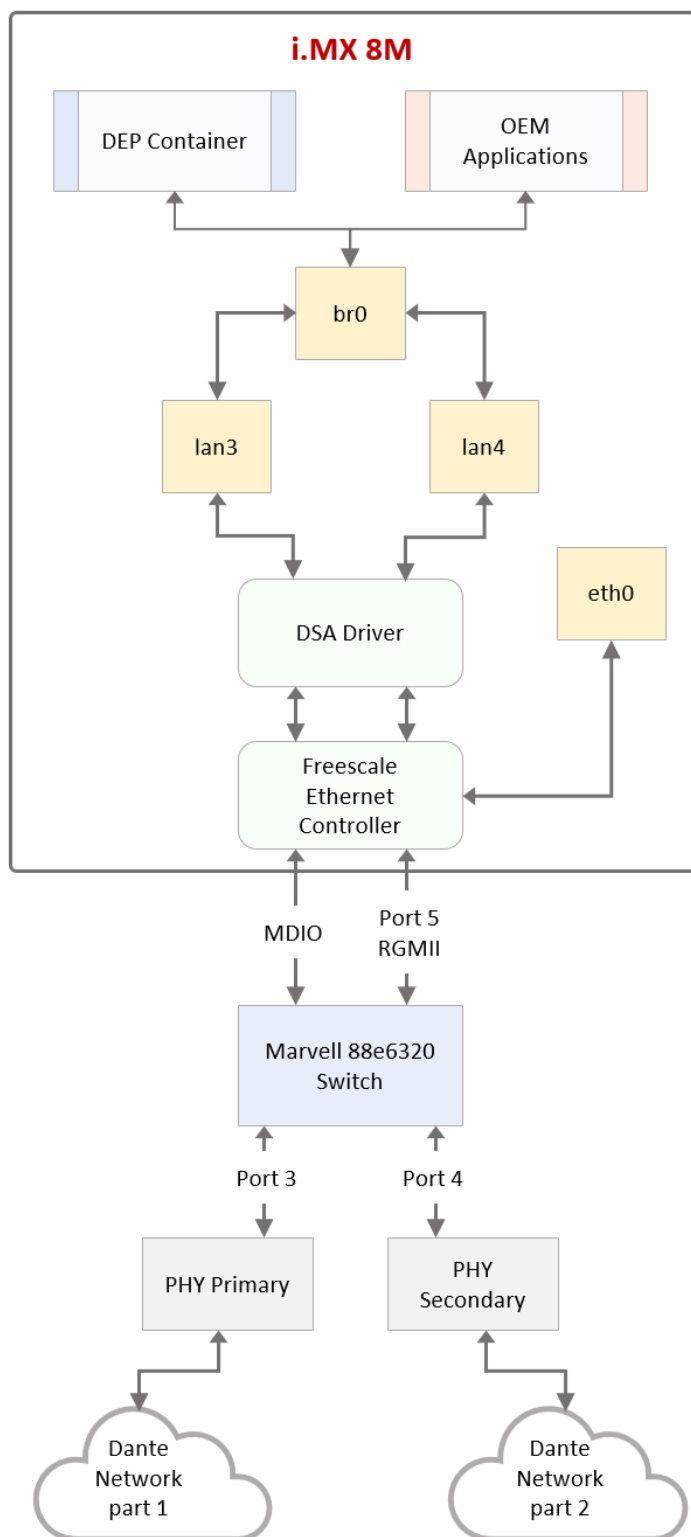 i.MX 8M
DEP Container
OEM
Applications
br0
lan3
lan4
eth0
DSA Driver
Freescale
Ethernet
Controller
MDIO
Port 5
RGMII
Marvell 88e6320
Switch
Port 3
Port 4
PHY Primary
PHY
Secondary
Dante
Network
part 1
Dante
Network
part 2